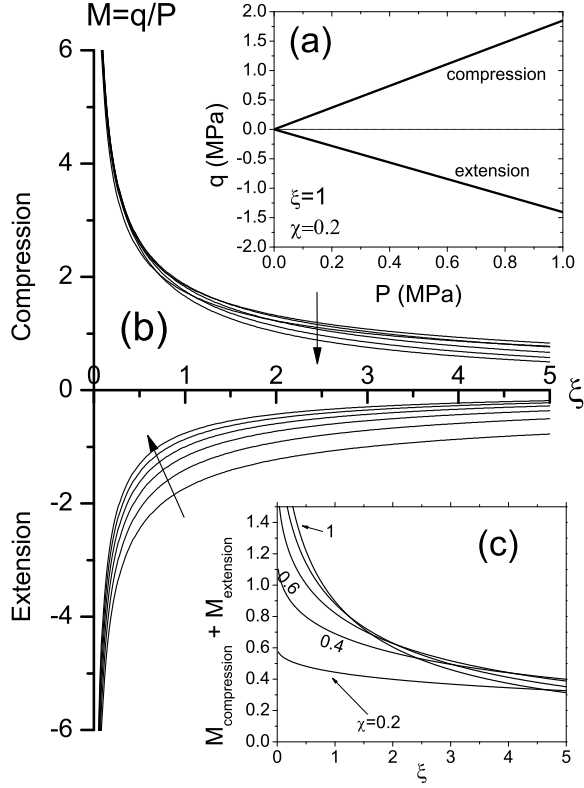 M=q/P
6
4
2
0
-2
-4
-6
Compression
Extension
(b)
0 1 2 3 4 5 ξ
(a)
2.0
1.5
1.0
0.5
0.0
-0.5
-1.0
-1.5
-2.0
q (MPa)
compression
extension
ξ=1
χ=0.2
0.0 0.2 0.4 0.6 0.8 1.0
P (MPa)
(c)
1.4
1.2
1.0
0.8
0.6
0.4
0.2
0.0
M compression + M extension
1
0.6
0.4
χ=0.2
0 1 2 3 4 5
ξ